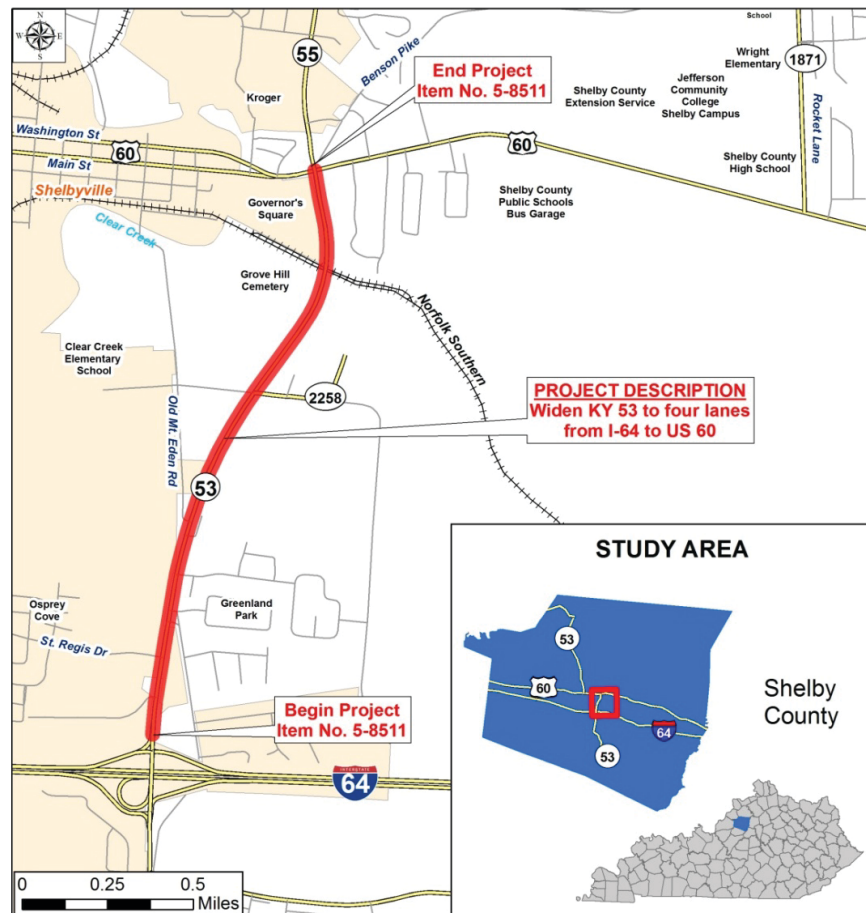 N
W
E
S
School
55
Benson Pike
End Project
Item No. 5-8511
Kroger
Shelby County
Extension Service
Jefferson
Community
College
Shelby Campus
Wright
Elementary
1871
Rocket Lane
Washington St
60
Main St
60
Shelbyville
Shelby County
High School
Governor's
Square
Shelby County
Public Schools
Bus Garage
Clear Creek
Grove Hill
Cemetery
Norfolk Southern
Clear Creek
Elementary
School
2258
PROJECT DESCRIPTION
Widen KY 53 to four lanes
from I-64 to US 60
Old Mt. Eden Rd
53
Osprey
Cove
Greenland
Park
St. Regis Dr
Begin Project
Item No. 5-8511
INTERSTATE
64
0 0.25 0.5
Miles
STUDY AREA
53
60
64
53
Shelby
County